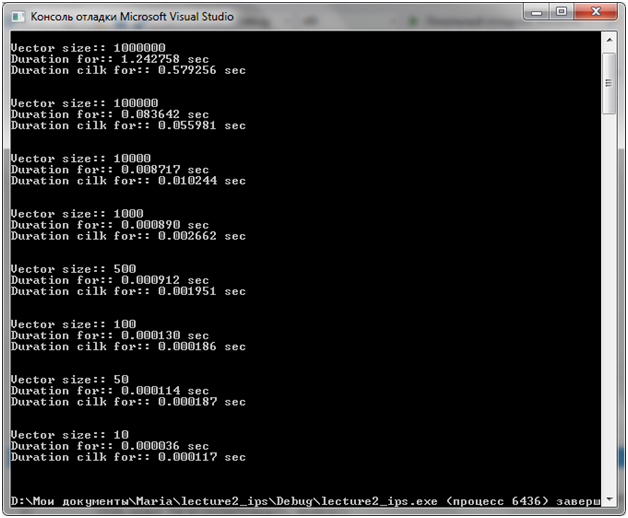 Консоль отладки Microsoft Visual Studio
Vector size:: 1000000
Duration for:: 1.242758 sec
Duration cilk for:: 0.579256 sec
Vector size:: 100000
Duration for:: 0.083642 sec
Duration cilk for:: 0.055981 sec
Vector size:: 10000
Duration for:: 0.008717 sec
Duration cilk for:: 0.010244 sec
Vector size:: 1000
Duration for:: 0.000890 sec
Duration cilk for:: 0.002662 sec
Vector size:: 500
Duration for:: 0.000912 sec
Duration cilk for:: 0.001951 sec
Vector size:: 100
Duration for:: 0.000130 sec
Duration cilk for:: 0.000186 sec
Vector size:: 50
Duration for:: 0.000114 sec
Duration cilk for:: 0.000187 sec
Vector size:: 10
Duration for:: 0.000036 sec
Duration cilk for:: 0.000117 sec
D:\Мои документы\Maria\lecture2_ips\Debug\lecture2_ips.exe (процесс 6436) заверш